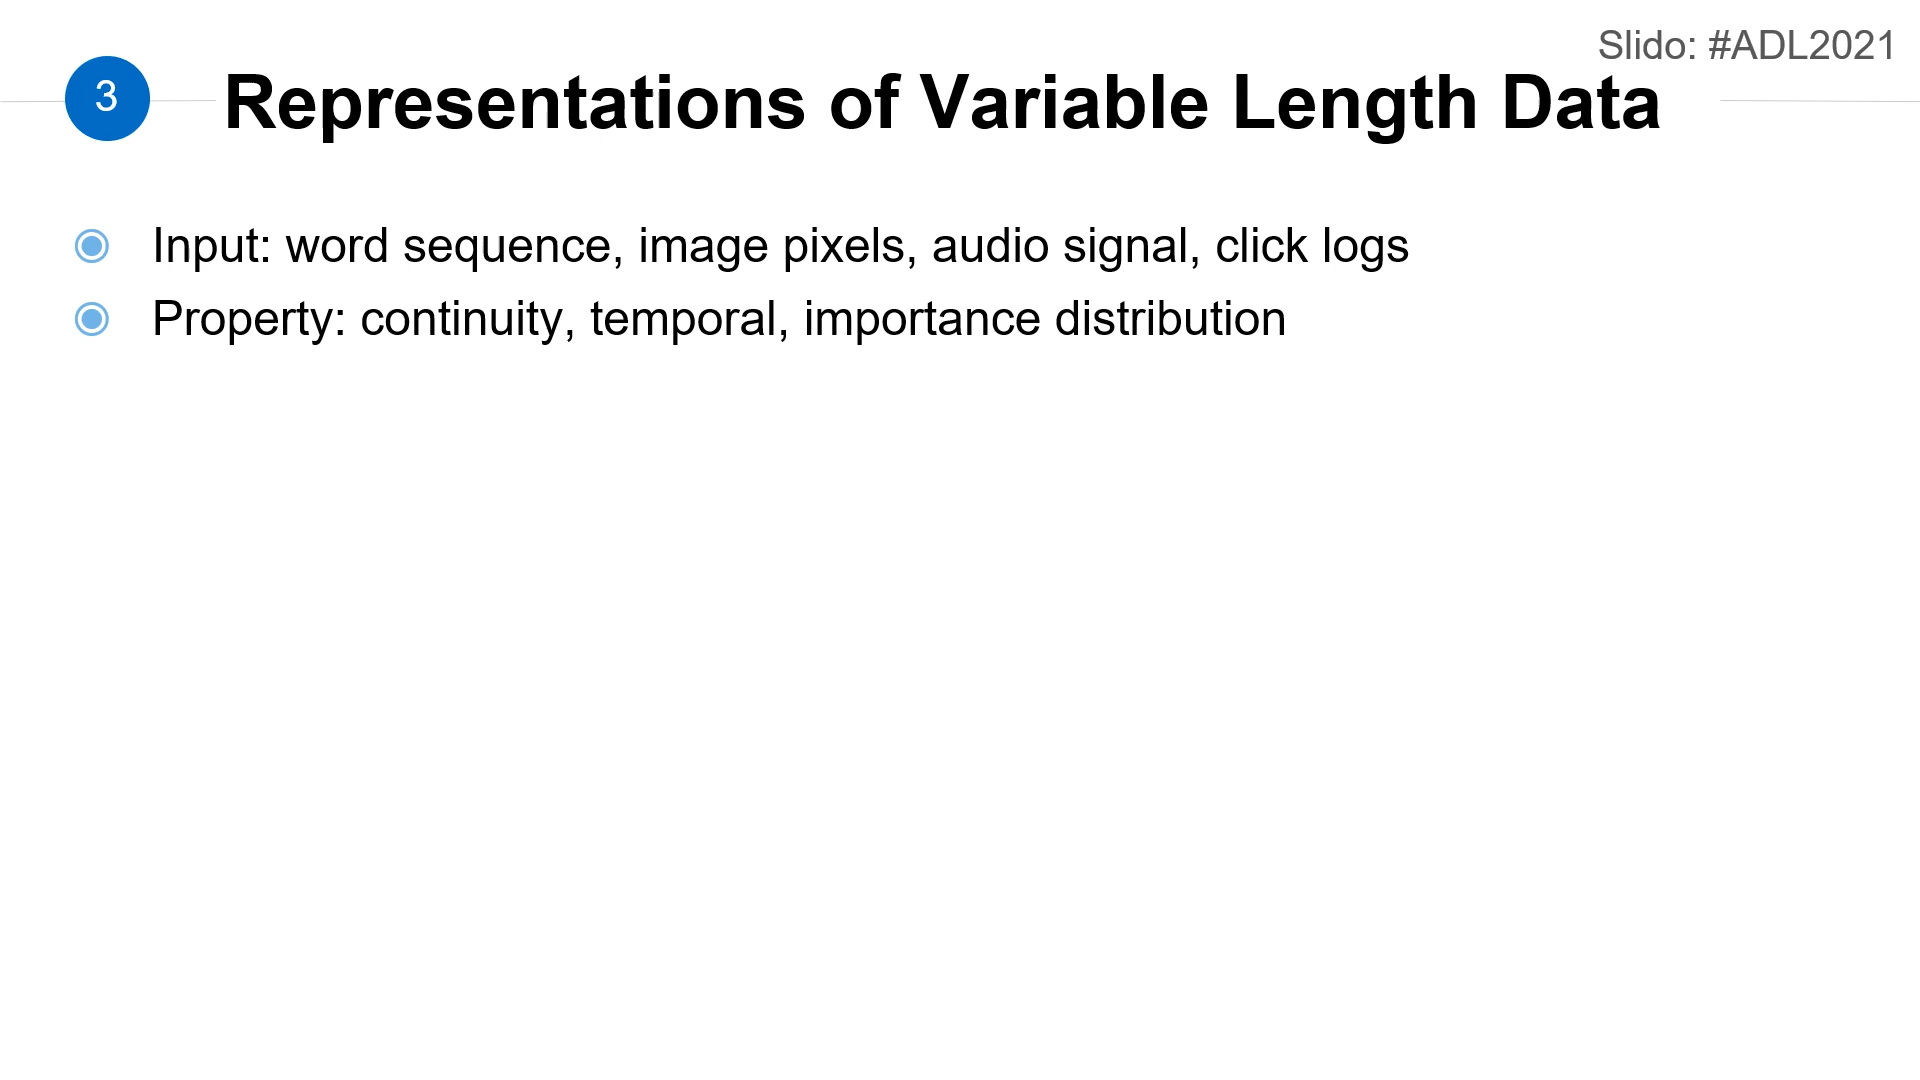 Slido: #ADL2021
3
Representations of Variable Length Data
Input: word sequence, image pixels, audio signal, click logs
Property: continuity, temporal, importance distribution